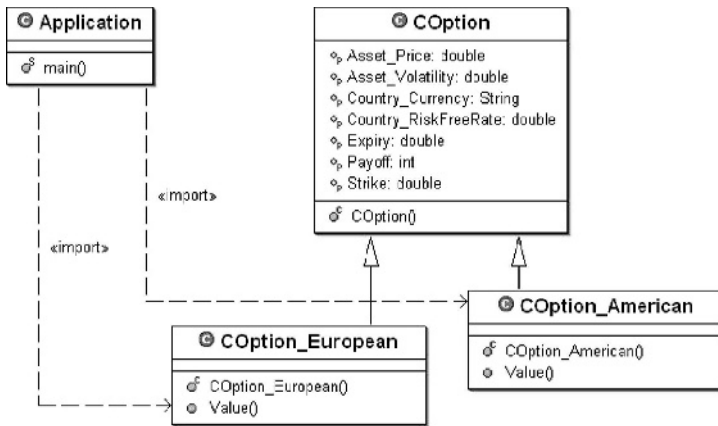 Application
main()
COption
Asset_Price: double
Asset_Volatility: double
Country_Currency: String
Country_RiskFreeRate: double
Expiry: double
Payoff: int
Strike: double
COption()
«import»
«import»
COption_European
COption_European()
Value()
COption_American
COption_American()
Value()